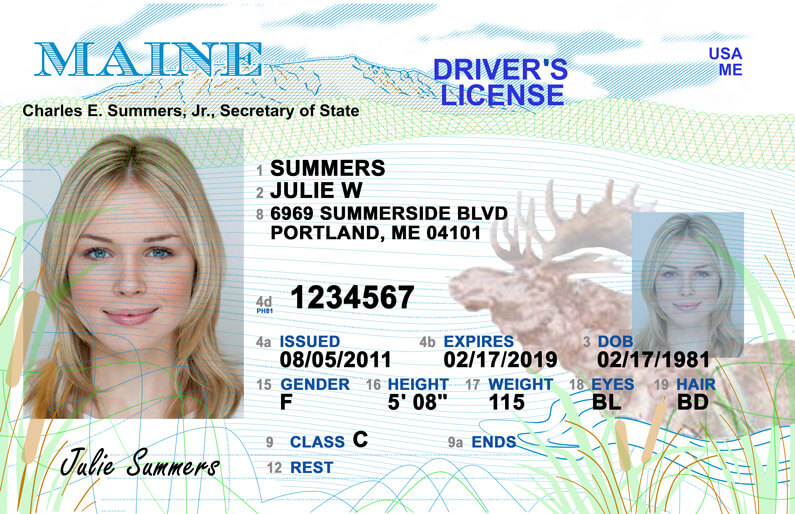 MAINE
DRIVER'S
LICENSE
USA
ME
Charles E. Summers, Jr., Secretary of State
1 SUMMERS
2 JULIE W
8 6969 SUMMERSIDE BLVD
PORTLAND, ME 04101
4d 1234567
PH81
4a ISSUED 4b EXPIRES 3 DOB
08/05/2011 02/17/2019 02/17/1981
15 GENDER 16 HEIGHT 17 WEIGHT 18 EYES 19 HAIR
F 5' 08" 115 BL BD
9 CLASS C 9a ENDS
12 REST
Julie Summers